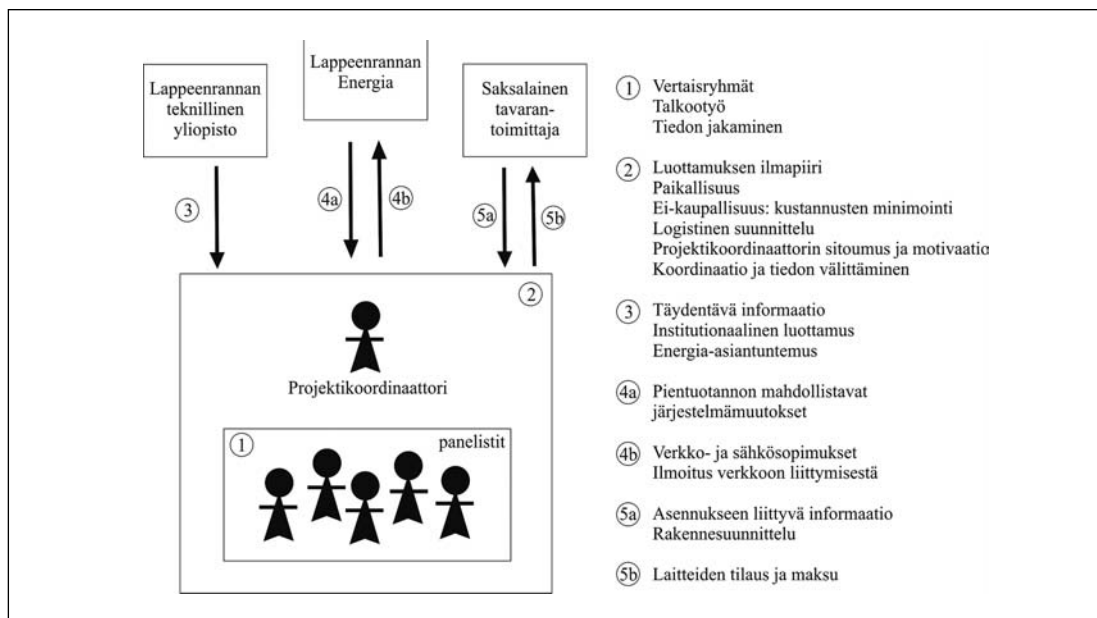 Lappeenrannan
teknillinen
yliopisto
Lappeenrannan
Energia
Saksalainen
tavaran-
toimittaja
3
4a
4b
5a
5b
2
Projektikoordinaattori
1
panelistit
1 Vertaisryhmät
Talkootyö
Tiedon jakaminen
2 Luottamuksen ilmapiiri
Paikallisuus
Ei-kaupallisuus: kustannusten minimointi
Logistinen suunnittelu
Projektikoordinaattorin sitoumus ja motivaatio
Koordinaatio ja tiedon välittäminen
3 Täydentävä informaatio
Institutionaalinen luottamus
Energia-asiantuntemus
4a Pientuotannon mahdollistavat
järjestelmämuutokset
4b Verkko- ja sähkösopimukset
Ilmoitus verkkoon liittymisestä
5a Asennukseen liittyvä informaatio
Rakennesuunnittelu
5b Laitteiden tilaus ja maksu